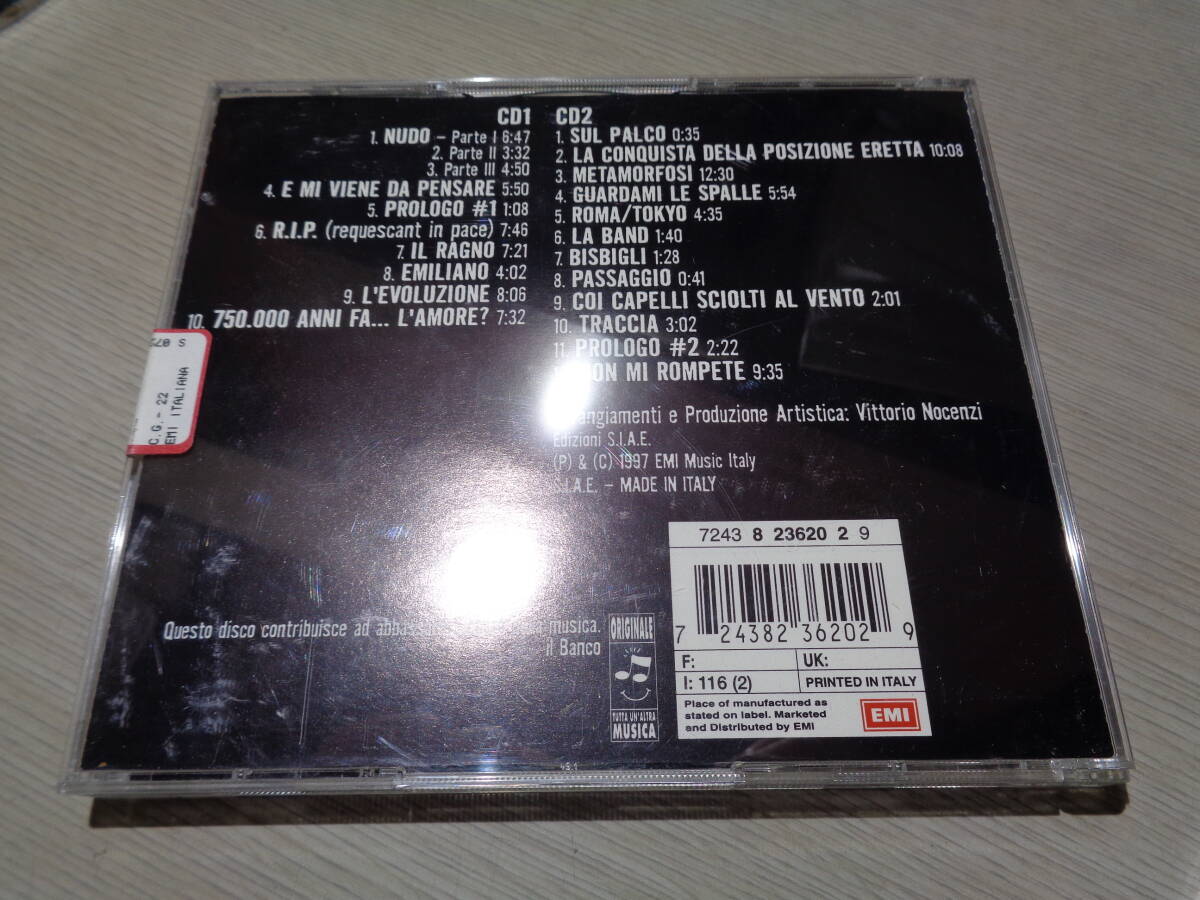 CD1
1. NUDO – Parte I 6:47
2. Parte II 3:32
3. Parte III 4:50
4. E MI VIENE DA PENSARE 5:50
5. PROLOGO #1 1:08
6. R.I.P. (requescant in pace) 7:46
7. IL RAGNO 7:21
8. EMILIANO 4:02
9. L'EVOLUZIONE 8:06
10. 750.000 ANNI FA... L'AMORE? 7:32
CD2
1. SUL PALCO 0:35
2. LA CONQUISTA DELLA POSIZIONE ERETTA 10:08
3. METAMORFOSI 12:30
4. GUARDAMI LE SPALLE 5:54
5. ROMA/TOKYO 4:35
6. LA BAND 1:40
7. BISBIGLI 1:28
8. PASSAGGIO 0:41
9. COI CAPELLI SCIOLTI AL VENTO 2:01
10. TRACCIA 3:02
11. PROLOGO #2 2:22
MI ROMPETE 9:35
e Produzione Artistica: Vittorio Nocenzi
Edizioni S.I.A.E.
(P) & (C) 1997 EMI Music Italy
S.I.A.E. – MADE IN ITALY
C.G.- 22
EMI ITALIANA
Questo disco contribuisce ad musica.
il Banco
ORIGINALE
TUTTA UN'ALTRA
MUSICA
7243 8 23620 2 9
7 24382 36202 9
F:
UK:
I: 116 (2)
PRINTED IN ITALY
Place of manufactured as
stated on label. Marketed
and Distributed by EMI
EMI